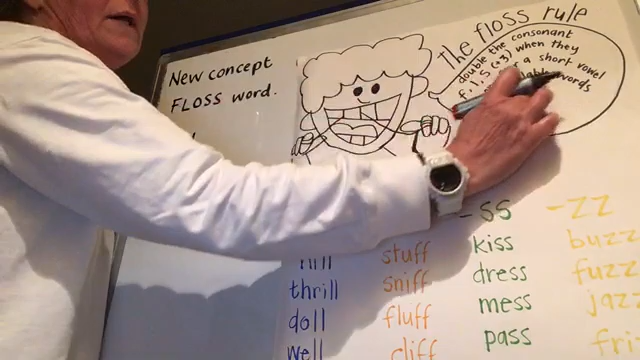 New concept
FLOSS word.
the floss rule
double the consonant
f, l, s (+z) when they
a short vowel
words
thrill
doll
well
stuff
sniff
fluff
cliff
- ss
kiss
dress
mess
pass
- zz
buzz
fuzz
jazz